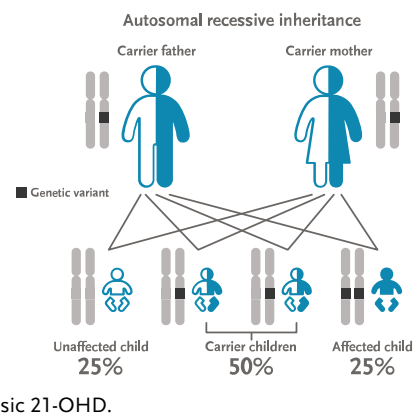 Autosomal recessive inheritance
Carrier father
Carrier mother
Genetic variant
Unaffected child
25%
Carrier children
50%
Affected child
25%
sic 21-OHD.